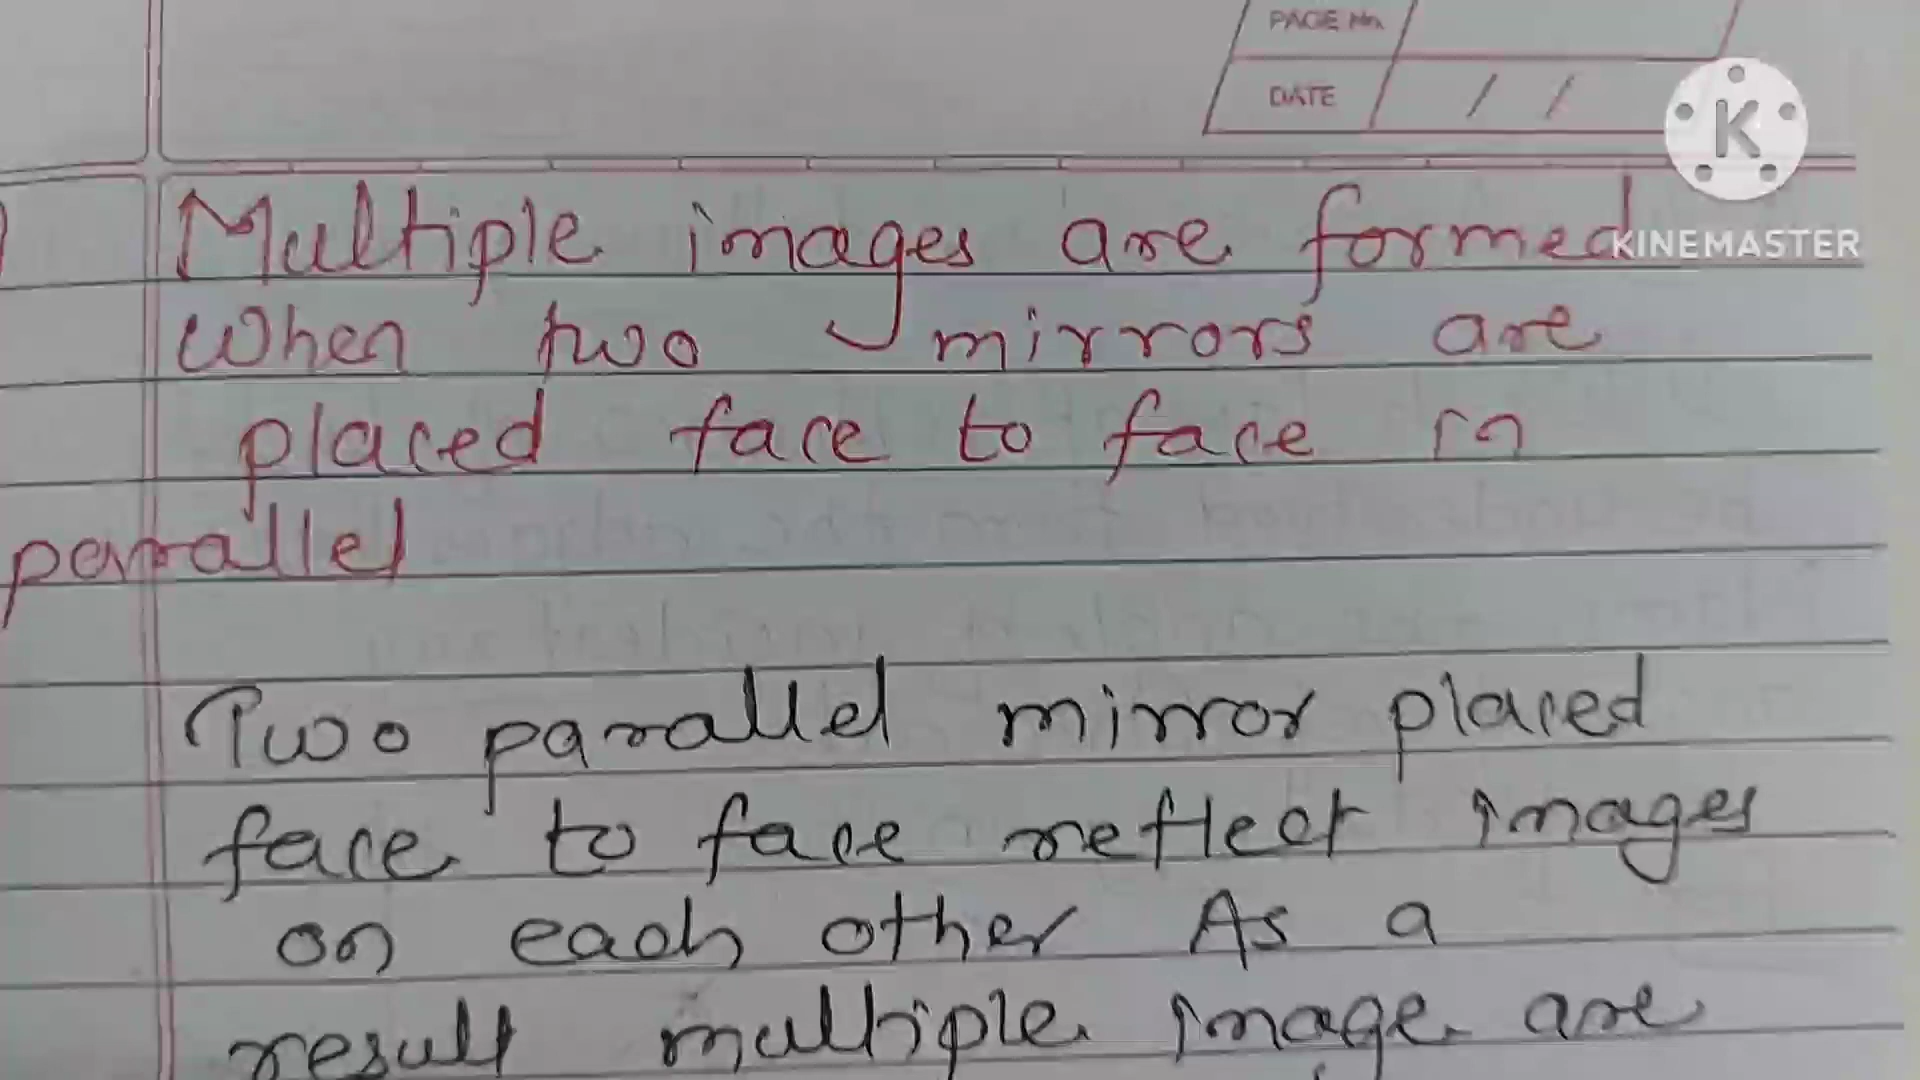 PAGE No.
DATE / /
KINEMASTER
Multiple images are formed
When two mirrors are
placed face to face in
parallel
Two parallel mirror placed
face to face reflect images
on each other As a
result multiple image are